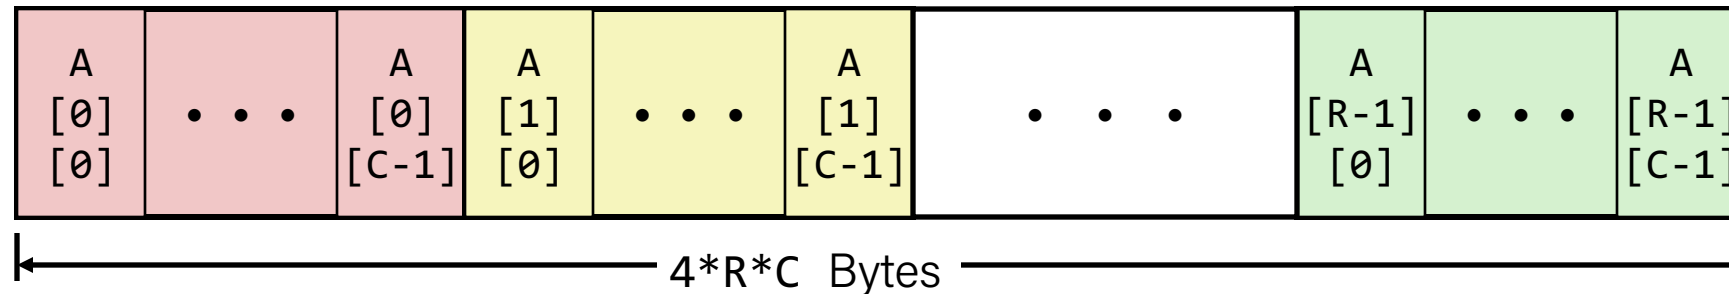 A A A A A A
[0] • • • [0] [1] • • • [1] • • • [R-1] • • • [R-1]
[0] [C-1] [0] [C-1] [0] [C-1]
4*R*C Bytes